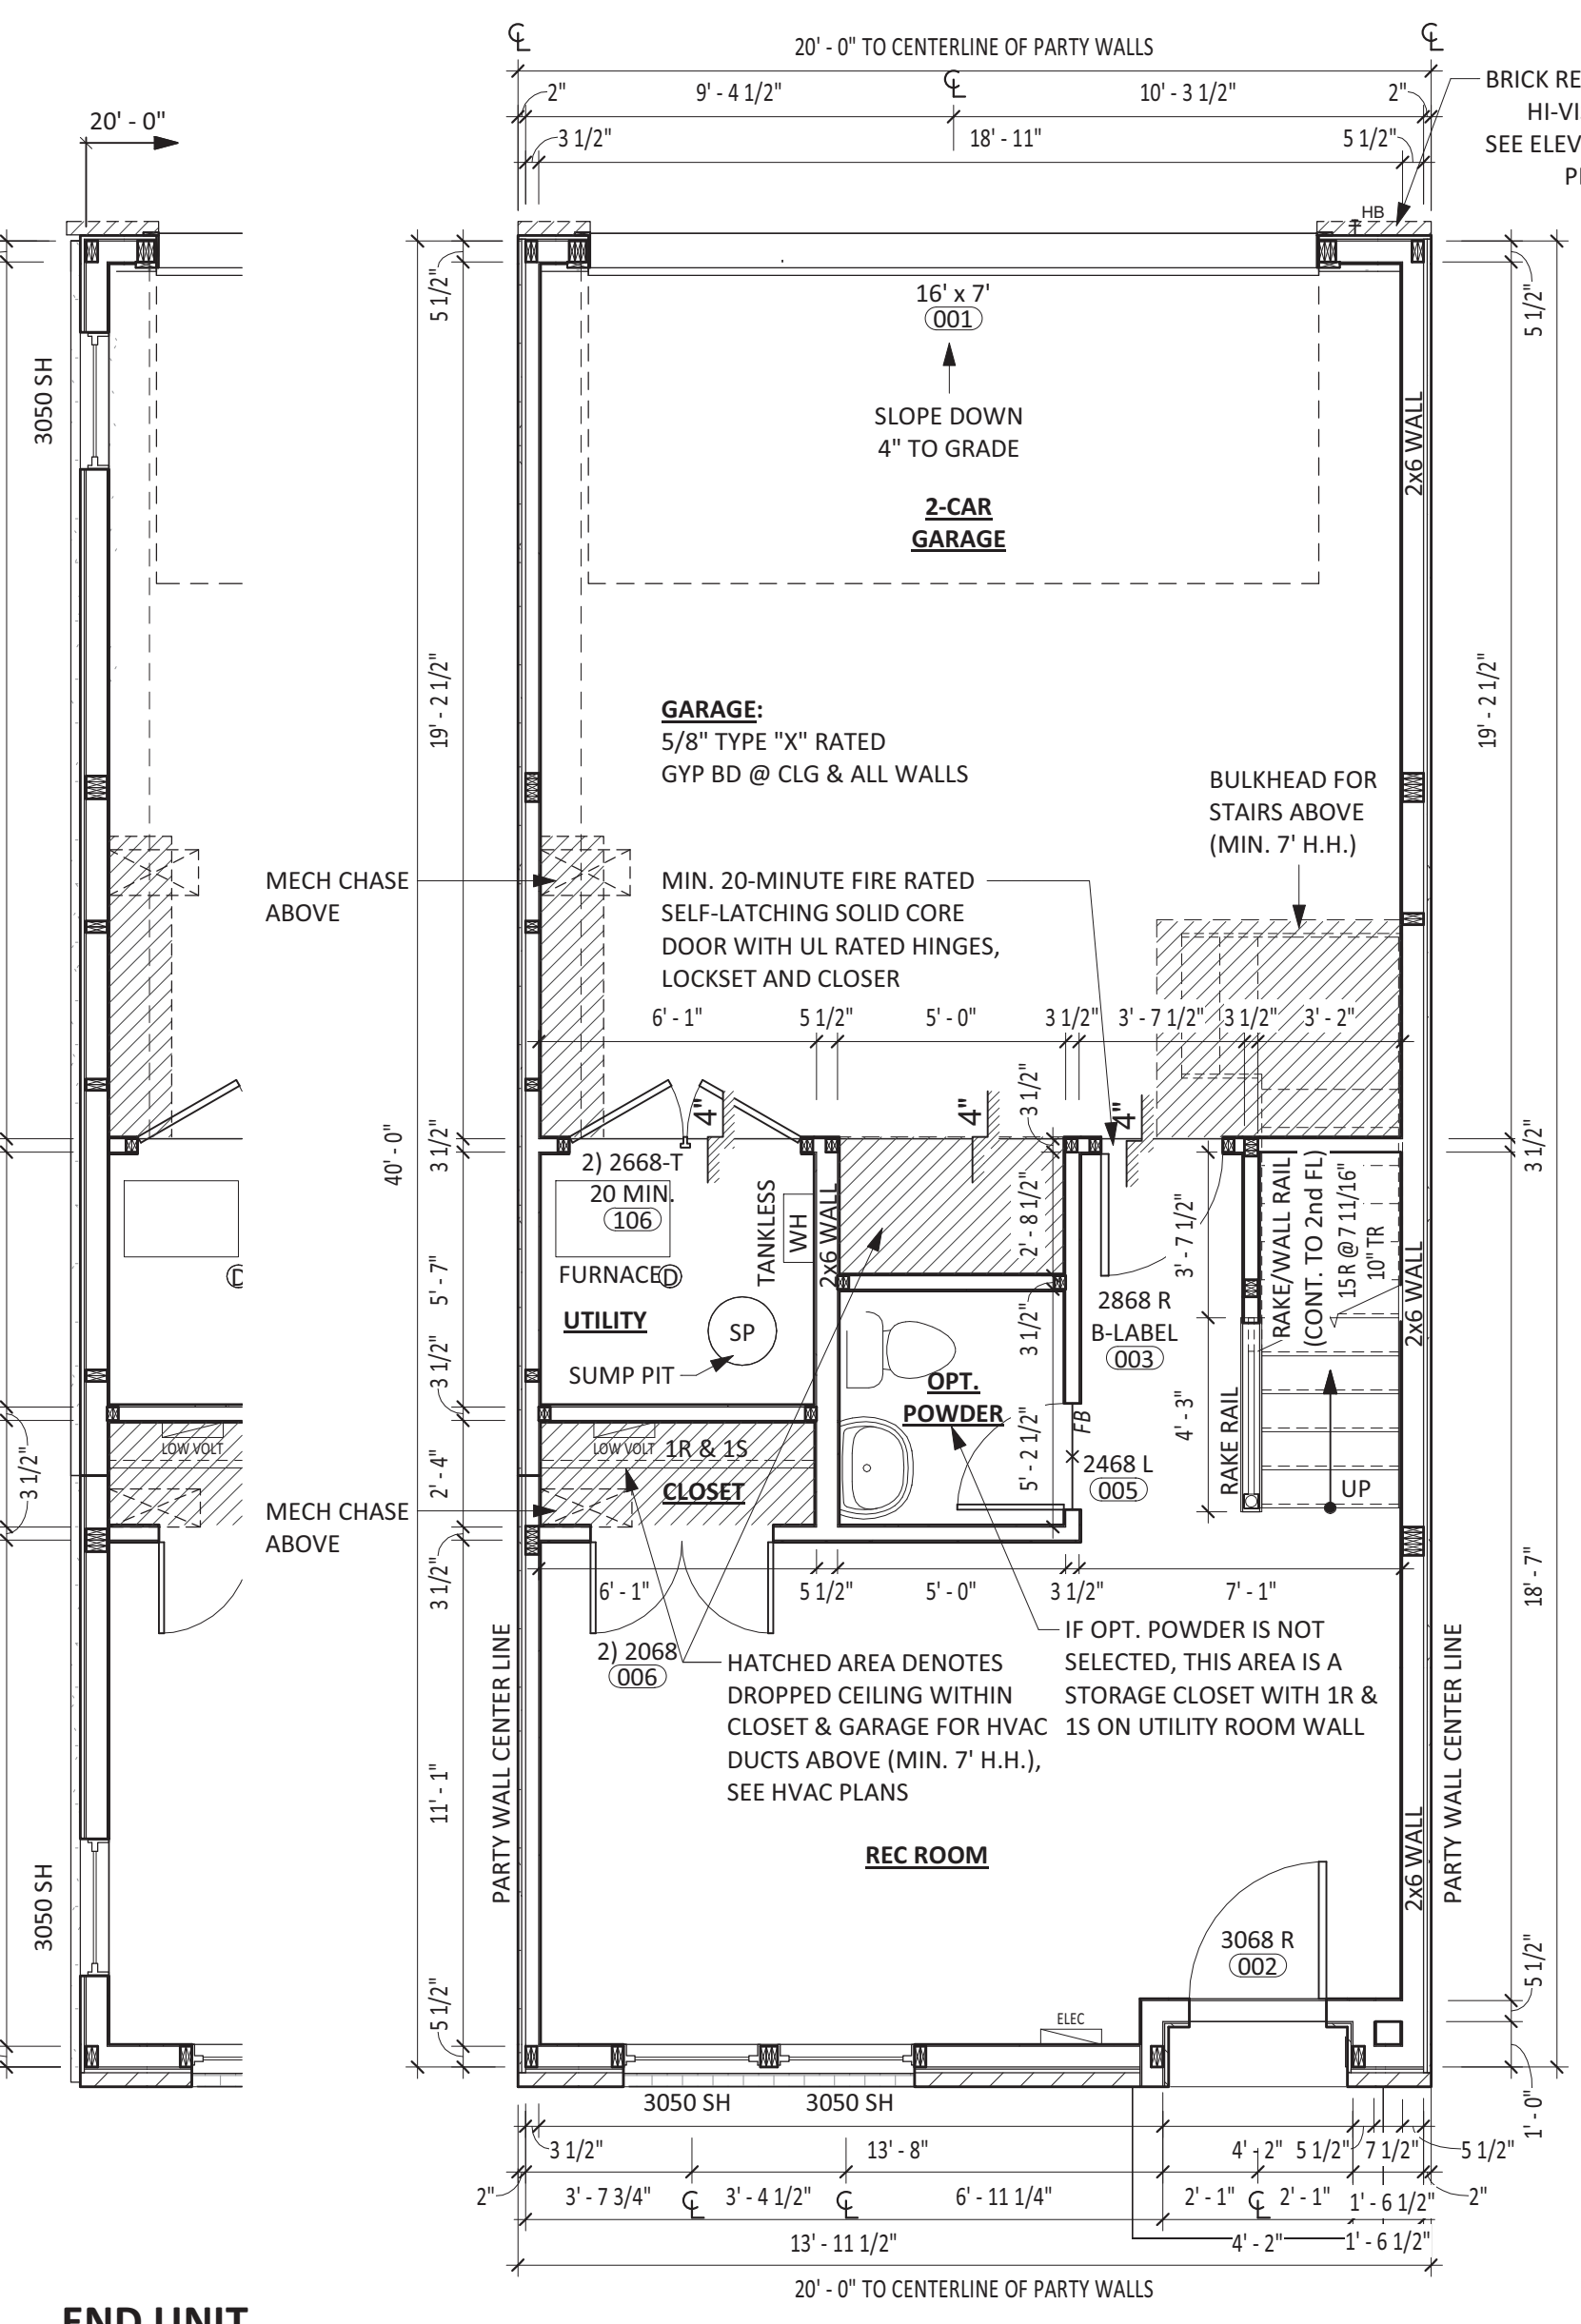 20' - 0" TO CENTERLINE OF PARTY WALLS
2" 9' - 4 1/2" 10' - 3 1/2" 2"
BRICK RE
HI-VI
SEE ELEV
P
20' - 0"
3 1/2" 18' - 11" 5 1/2"
HB
5 1/2"
5 1/2"
3050 SH
16' x 7'
001
SLOPE DOWN
4" TO GRADE
2x6 WALL
2-CAR
GARAGE
19' - 2 1/2"
19' - 2 1/2"
GARAGE:
5/8" TYPE "X" RATED
GYP BD @ CLG & ALL WALLS
BULKHEAD FOR
STAIRS ABOVE
(MIN. 7' H.H.)
MECH CHASE
ABOVE
MIN. 20-MINUTE FIRE RATED
SELF-LATCHING SOLID CORE
DOOR WITH UL RATED HINGES,
LOCKSET AND CLOSER
6' - 1" 5 1/2" 5' - 0" 3 1/2" 3' - 7 1/2" 3 1/2" 3' - 2"
40' - 0"
3 1/2"
4"
4"
3 1/2"
4"
3 1/2"
2) 2668-T
20 MIN.
106
FURNACE
D
D
TANKLESS
WH
2x6 WALL
2' - 8 1/2"
3' - 7 1/2"
RAKE/WALL RAIL
(CONT. TO 2nd FL)
15 R @ 7 11/16"
10" TR
2x6 WALL
5' - 7"
UTILITY
SP
SUMP PIT
3 1/2"
2868 R
B-LABEL
003
3 1/2"
OPT.
POWDER
5' - 2 1/2"
FB
4' - 3"
RAKE RAIL
2468 L
005
UP
3 1/2"
LOW VOLT
LOW VOLT 1R & 1S
CLOSET
2' - 4"
MECH CHASE
ABOVE
3 1/2"
6' - 1" 5 1/2" 5' - 0" 3 1/2" 7' - 1"
18' - 7"
2) 2068
006
HATCHED AREA DENOTES
DROPPED CEILING WITHIN
CLOSET & GARAGE FOR HVAC
DUCTS ABOVE (MIN. 7' H.H.),
SEE HVAC PLANS
IF OPT. POWDER IS NOT
SELECTED, THIS AREA IS A
STORAGE CLOSET WITH 1R &
1S ON UTILITY ROOM WALL
PARTY WALL CENTER LINE
PARTY WALL CENTER LINE
11' - 1"
REC ROOM
2x6 WALL
3050 SH
3068 R
002
5 1/2"
5 1/2"
ELEC
1' - 0"
3050 SH 3050 SH
3 1/2" 13' - 8" 4' - 2" 5 1/2" 7 1/2" 5 1/2"
2" 3' - 7 3/4" 3' - 4 1/2" 6' - 11 1/4" 2' - 1" 2' - 1" 1' - 6 1/2" 2"
13' - 11 1/2" 4' - 2" 1' - 6 1/2"
20' - 0" TO CENTERLINE OF PARTY WALLS
END UNIT